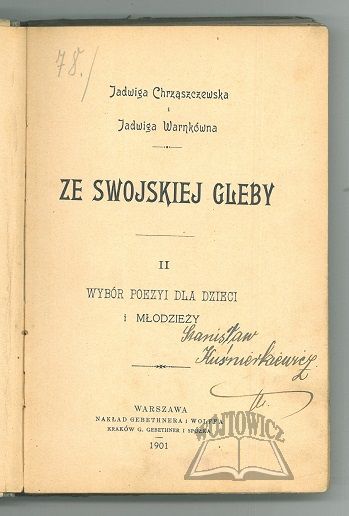 78.
Jadwiga Chrząszczewska
i
Jadwiga Warnkówna
ZE SWOJSKIEJ GLEBY
II
WYBÓR POEZYI DLA DZIECI
i MŁODZIEŻY
Stanisław
Kuśmierkiewicz
WARSZAWA
NAKŁAD GEBETHNERA i WOLFFA
KRAKÓW G. GEBETHNER I SPÓŁKA
1901
WÓJTOWICZ